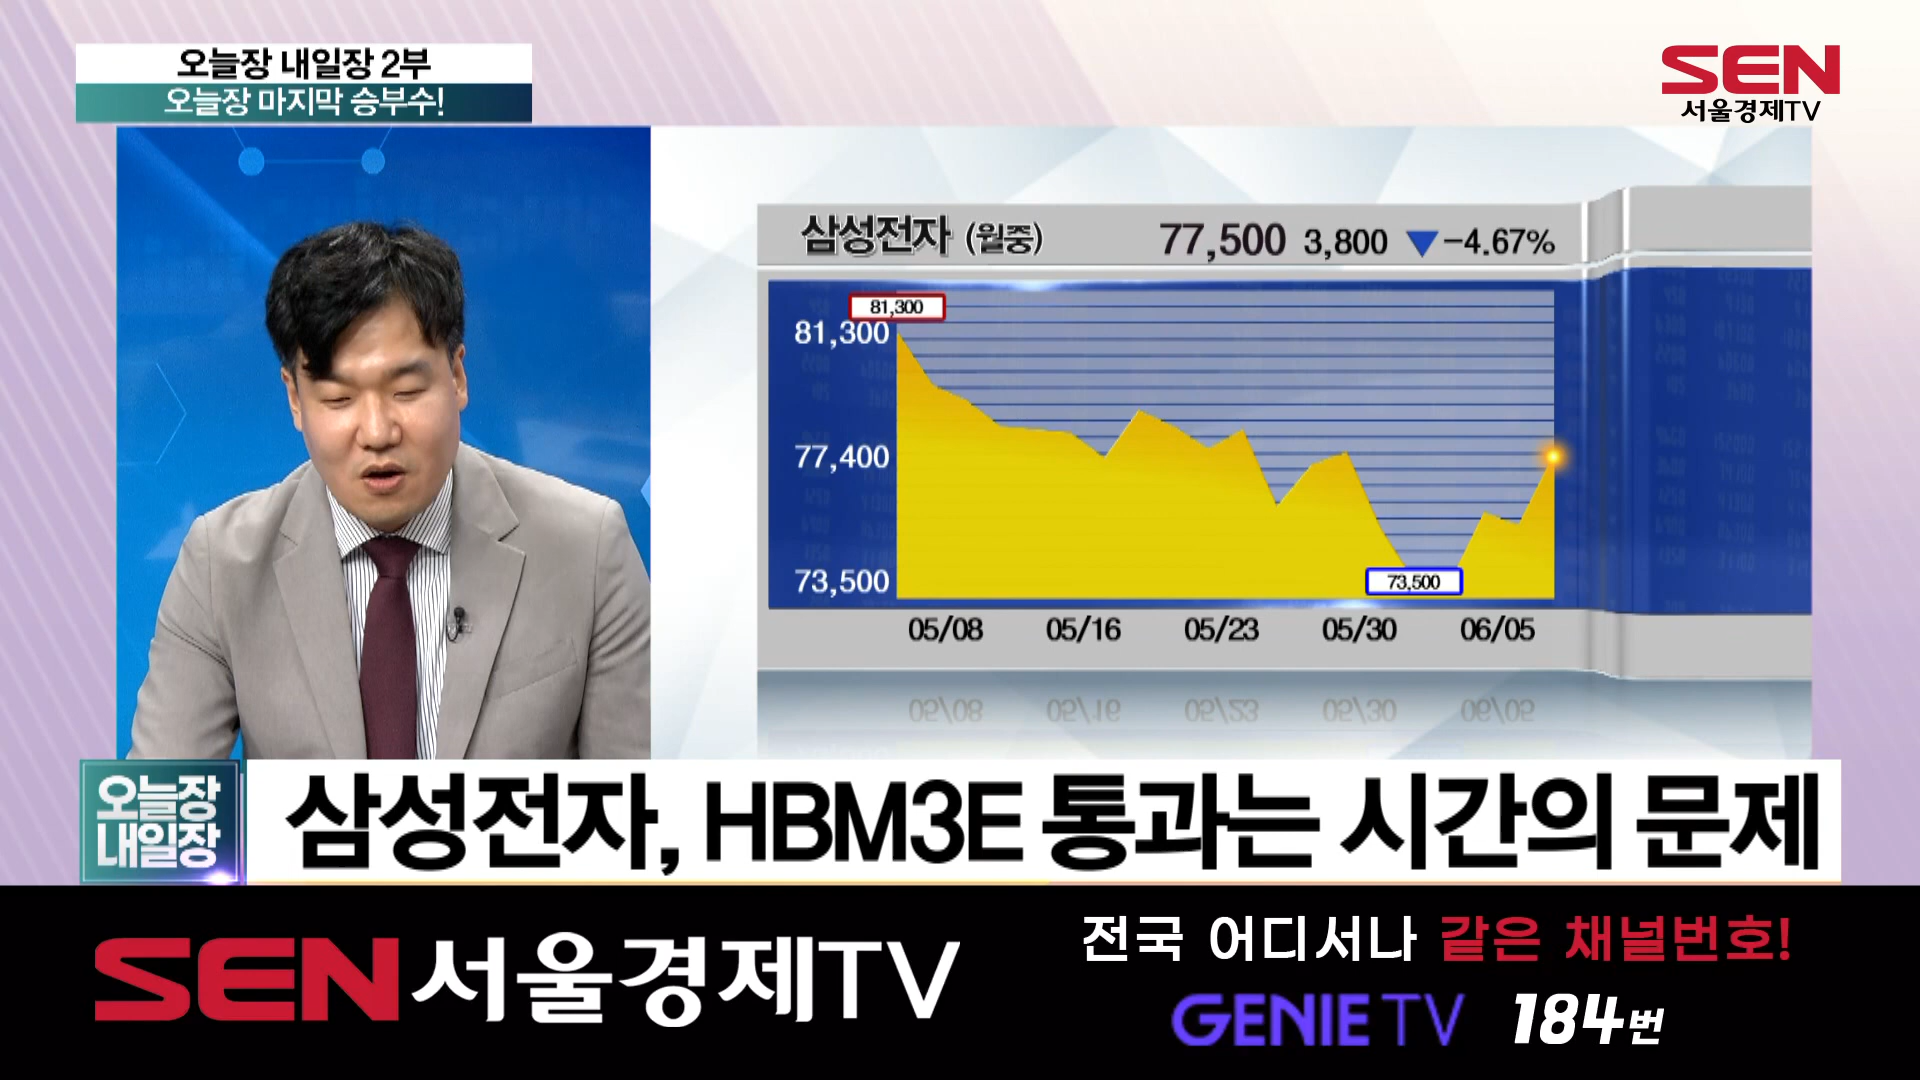 오늘장 내일장 2부
오늘장 마지막 승부수!
SEN
서울경제TV
삼성전자 (월중) 77,500 3,800 ▼-4.67%
81,300
81,300
77,400
73,500
73,500
05/08 05/16 05/23 05/30 06/05
오늘장
내일장
삼성전자, HBM3E 통과는 시간의 문제
SEN서울경제TV
전국 어디서나 같은 채널번호!
GENIE TV 184번